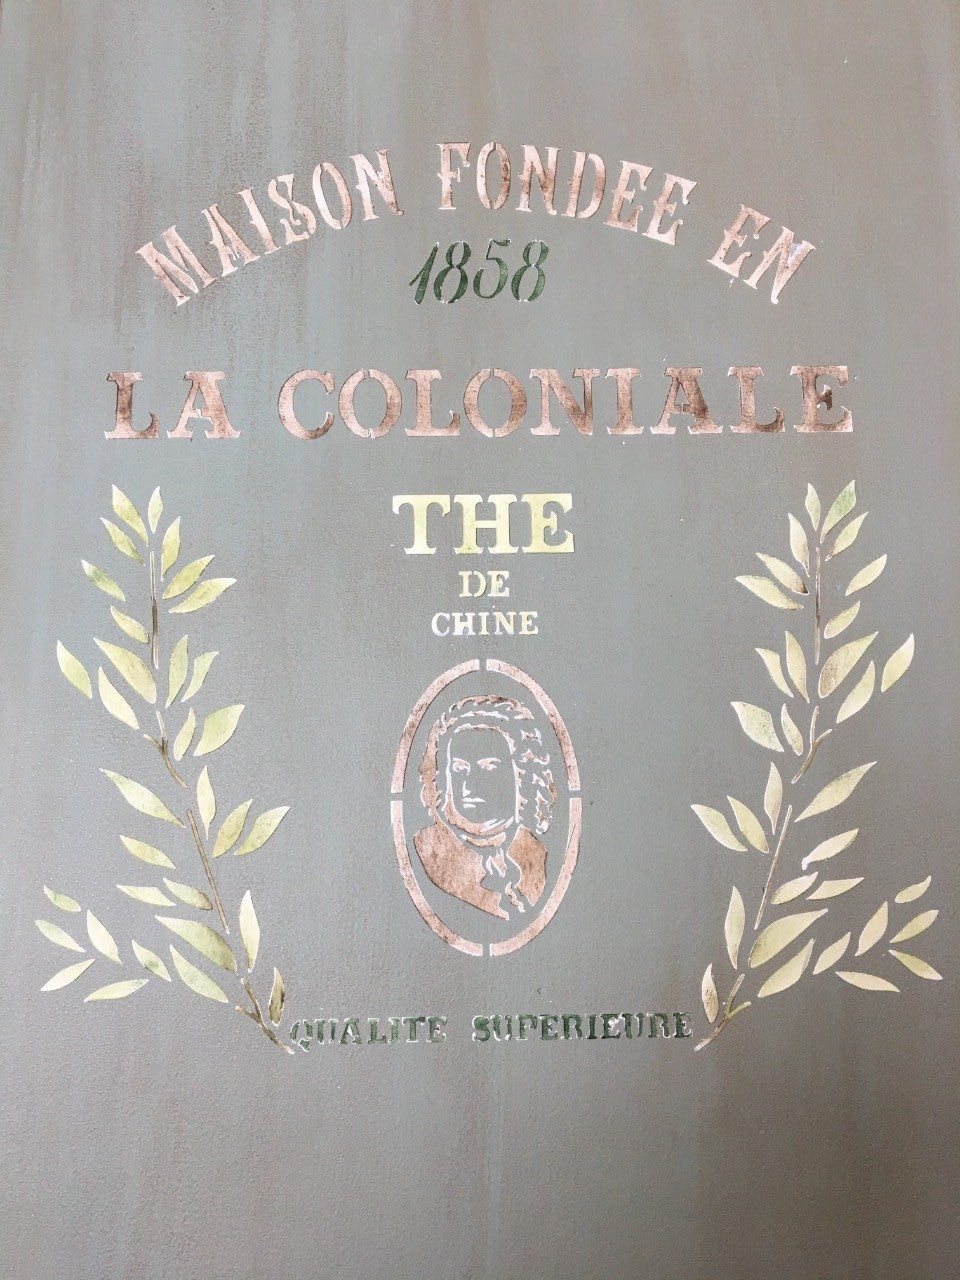 MAISON FONDEE EN
1858
LA COLONIALE
THE
DE
CHINE
QUALITE SUPERIEURE